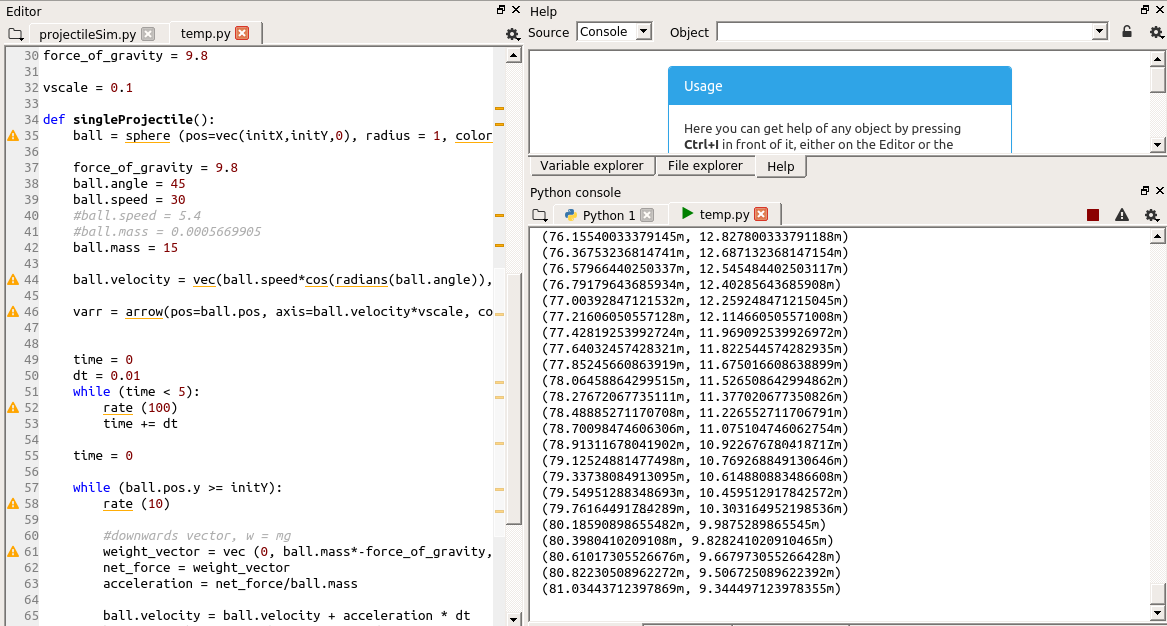 Editor
projectileSim.py
temp.py
30 force_of_gravity = 9.8
31
32 vscale = 0.1
33
34 def singleProjectile():
35 ball = sphere (pos=vec(initX,initY,0), radius = 1, color
36
37 force_of_gravity = 9.8
38 ball.angle = 45
39 ball.speed = 30
40 #ball.speed = 5.4
41 #ball.mass = 0.0005669905
42 ball.mass = 15
43
44 ball.velocity = vec(ball.speed*cos(radians(ball.angle)),
45
46 varr = arrow(pos=ball.pos, axis=ball.velocity*vscale, co
47
48
49 time = 0
50 dt = 0.01
51 while (time < 5):
52 rate (100)
53 time += dt
54
55 time = 0
56
57 while (ball.pos.y >= initY):
58 rate (10)
59
60 #downwards vector, w = mg
61 weight_vector = vec (0, ball.mass*-force_of_gravity,
62 net_force = weight_vector
63 acceleration = net_force/ball.mass
64
65 ball.velocity = ball.velocity + acceleration * dt
Help
Source Console Object
Usage
Here you can get help of any object by pressing
Ctrl+I in front of it, either on the Editor or the
Variable explorer File explorer Help
Python console
Python 1 temp.py
(76.15540033379145m, 12.827800333791188m)
(76.36753236814741m, 12.687132368147154m)
(76.57966440250337m, 12.545484402503117m)
(76.79179643685934m, 12.40285643685908m)
(77.00392847121532m, 12.259248471215045m)
(77.21606050557128m, 12.114660505571008m)
(77.42819253992724m, 11.969092539926972m)
(77.64032457428321m, 11.822544574282935m)
(77.85245660863919m, 11.675016608638899m)
(78.06458864299515m, 11.526508642994862m)
(78.27672067735111m, 11.377020677350826m)
(78.48885271170708m, 11.226552711706791m)
(78.70098474606306m, 11.075104746062754m)
(78.91311678041902m, 10.922676780418717m)
(79.12524881477498m, 10.769268849130646m)
(79.33738084913095m, 10.614880883486608m)
(79.54951288348693m, 10.459512917842572m)
(79.76164491784289m, 10.303164952198536m)
(80.18590898655482m, 9.9875289865545m)
(80.3980410209108m, 9.828241020910465m)
(80.61017305526676m, 9.667973055266428m)
(80.82230508962272m, 9.506725089622392m)
(81.03443712397869m, 9.344497123978355m)